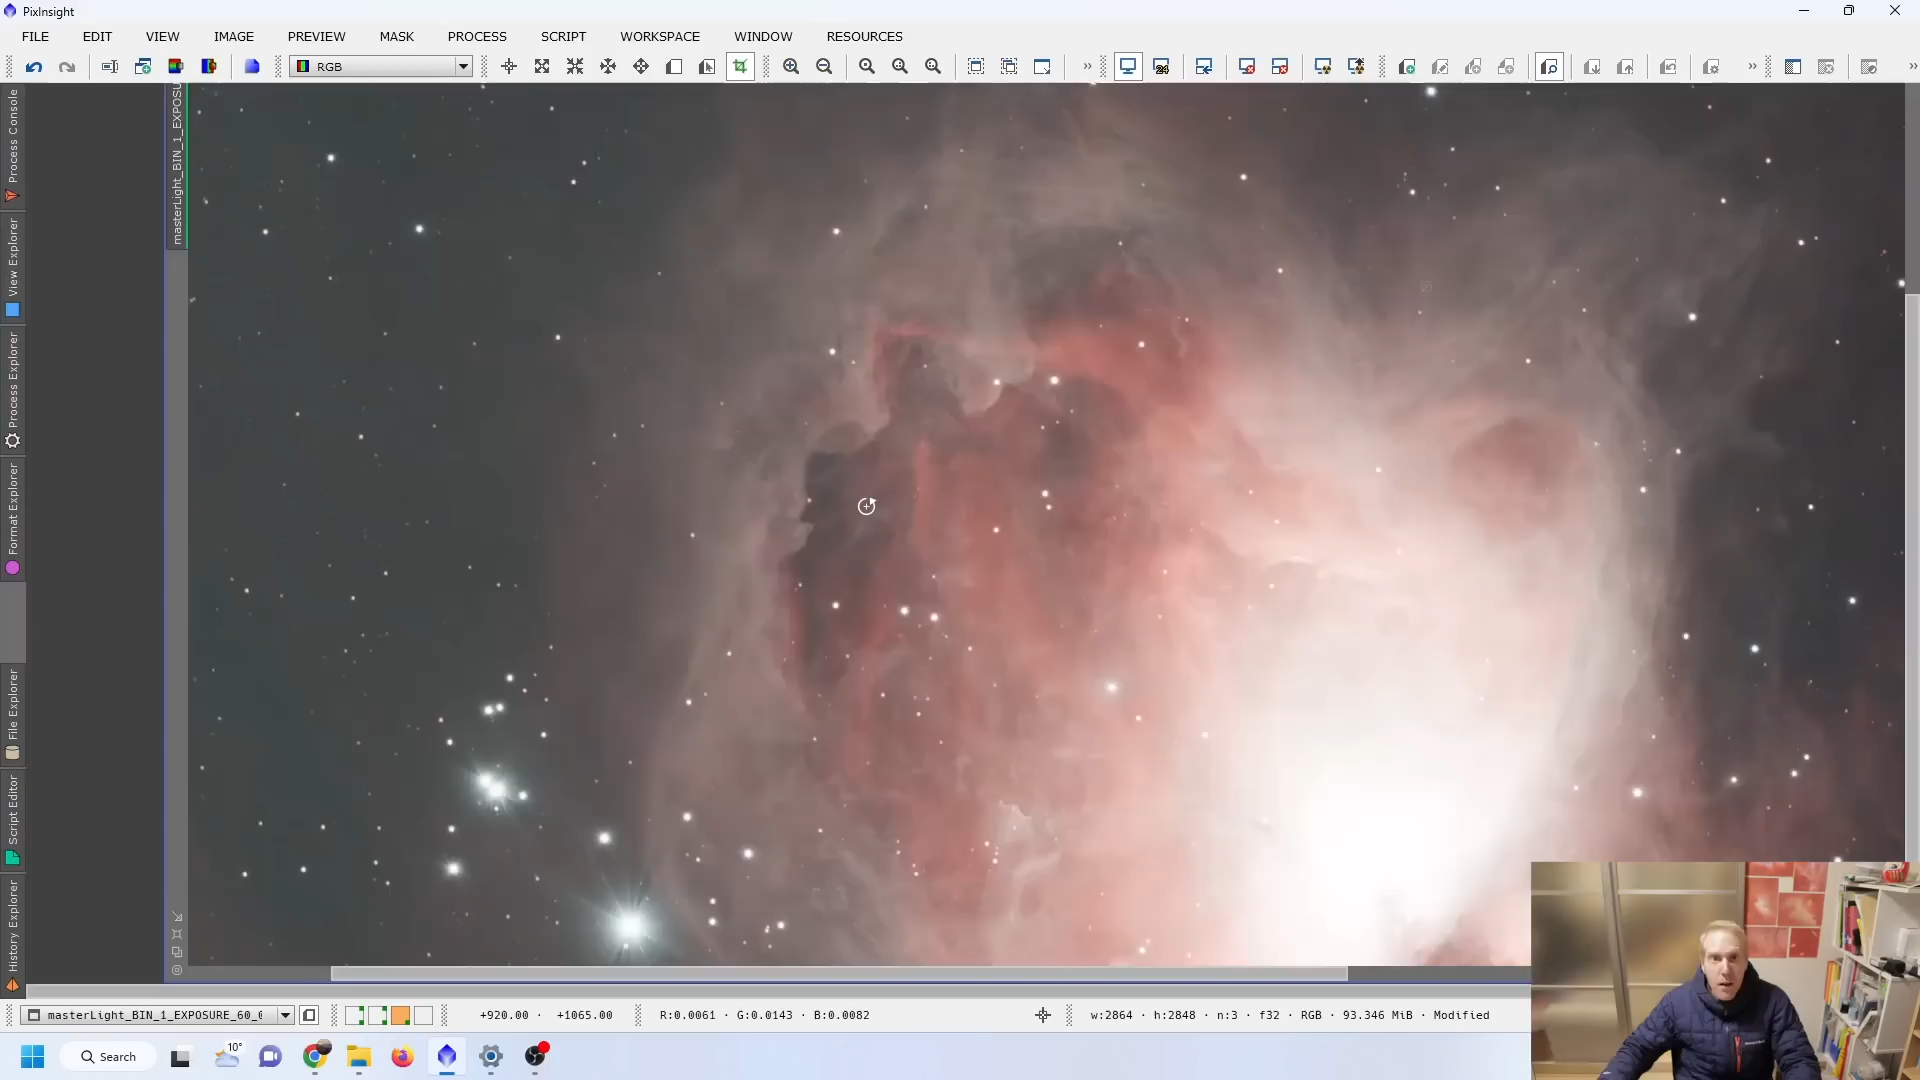 PixInsight
FILE EDIT VIEW IMAGE PREVIEW MASK PROCESS SCRIPT WORKSPACE WINDOW RESOURCES
RGB
24
Process Console
View Explorer
Process Explorer
Format Explorer
File Explorer
Script Editor
History Explorer
masterLight_BIN_1_EXPOSU
masterLight_BIN_1_EXPOSURE_60_
+920.00 · +1065.00
R:0.0061 · G:0.0143 · B:0.0082
w:2864 · h:2848 · n:3 · f32 · RGB · 93.346 MiB · Modified
Search
10°